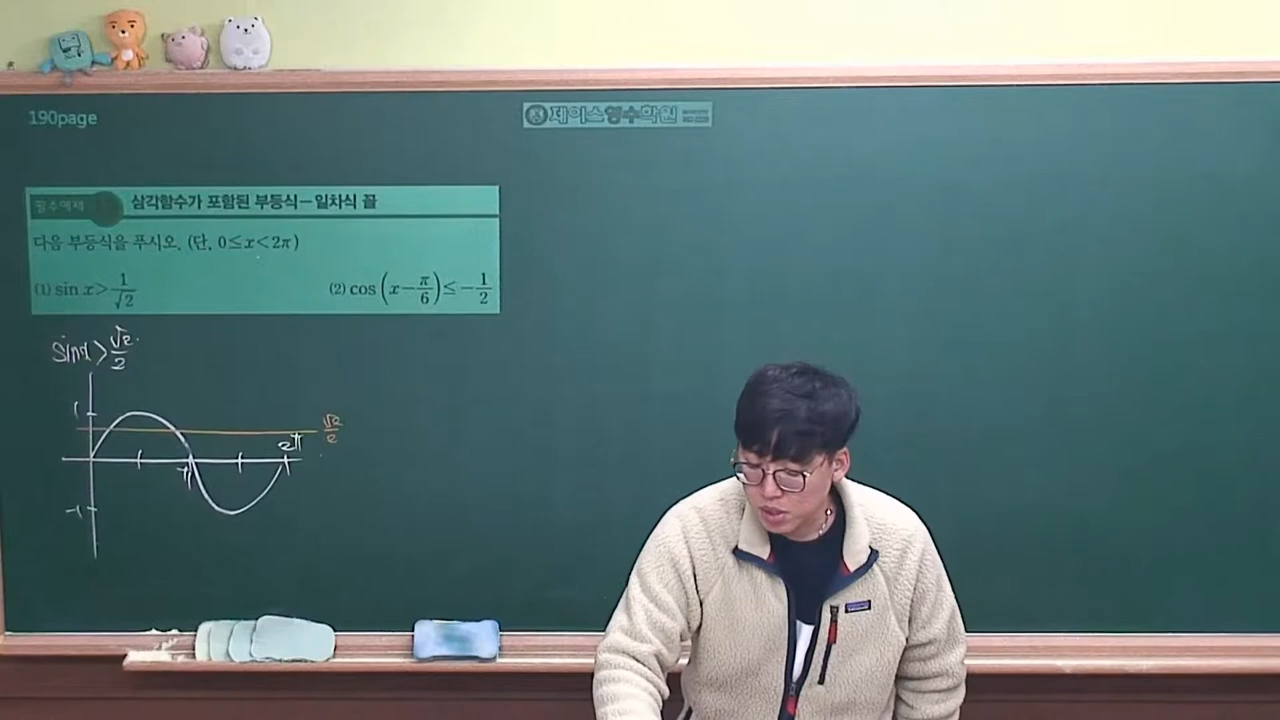 190page
제이스영수학원
필수예제
삼각함수가 포함된 부등식-일차식 꼴
다음 부등식을 푸시오. (단, 0≤x<2π)
(1) sin x>1/√2
(2) cos(x-π/6)≤-1/2
sinx>√2/2
1
√2/2
2π
π
-1